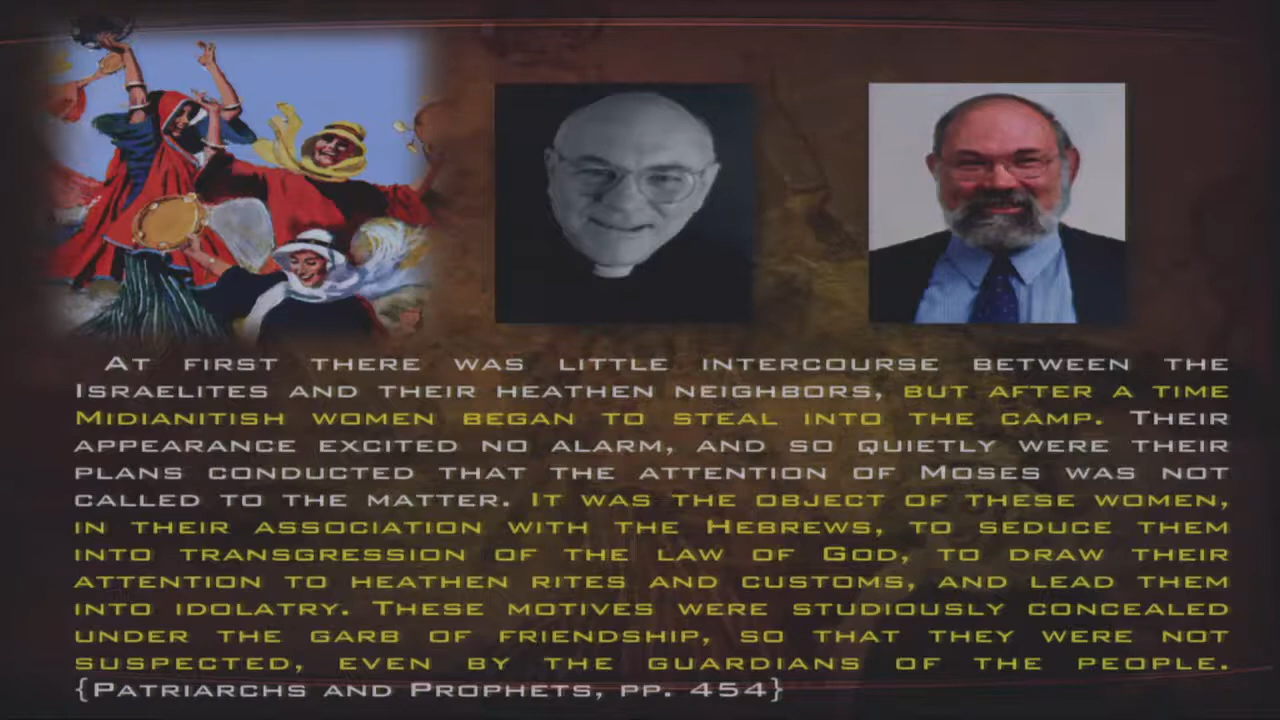 At first there was little intercourse between the
Israelites and their heathen neighbors, but after a time
Midianitish women began to steal into the camp. Their
appearance excited no alarm, and so quietly were their
plans conducted that the attention of Moses was not
called to the matter. It was the object of these women,
in their association with the Hebrews, to seduce them
into transgression of the law of God, to draw their
attention to heathen rites and customs, and lead them
into idolatry. These motives were studiously concealed
under the garb of friendship, so that they were not
suspected, even by the guardians of the people.
{Patriarchs and Prophets, pp. 454}